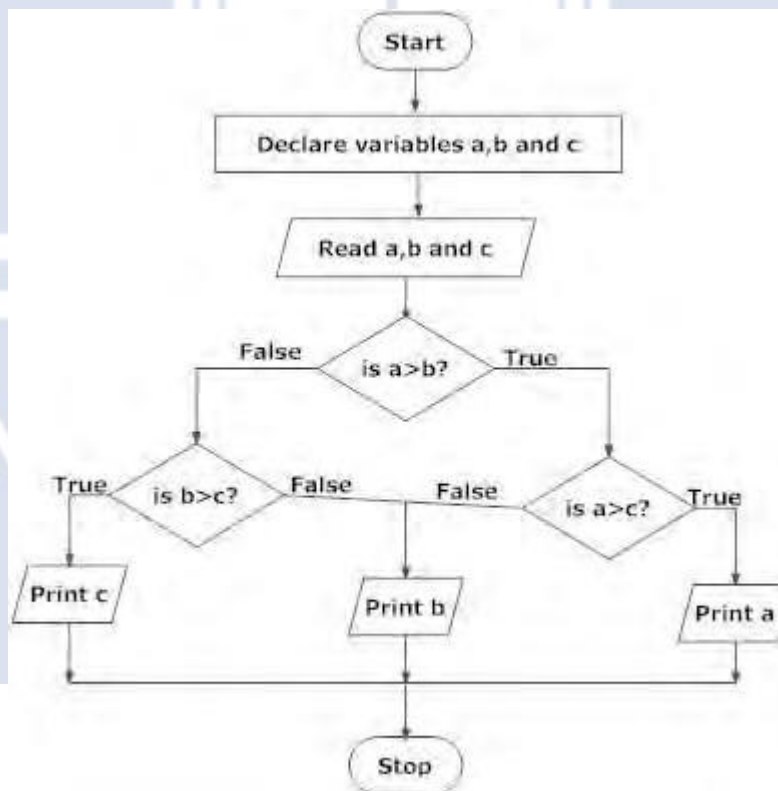 Start
Declare variables a,b and c
Read a,b and c
False
is a>b?
True
True
is b>c?
False
False
is a>c?
True
Print c
Print b
Print a
Stop